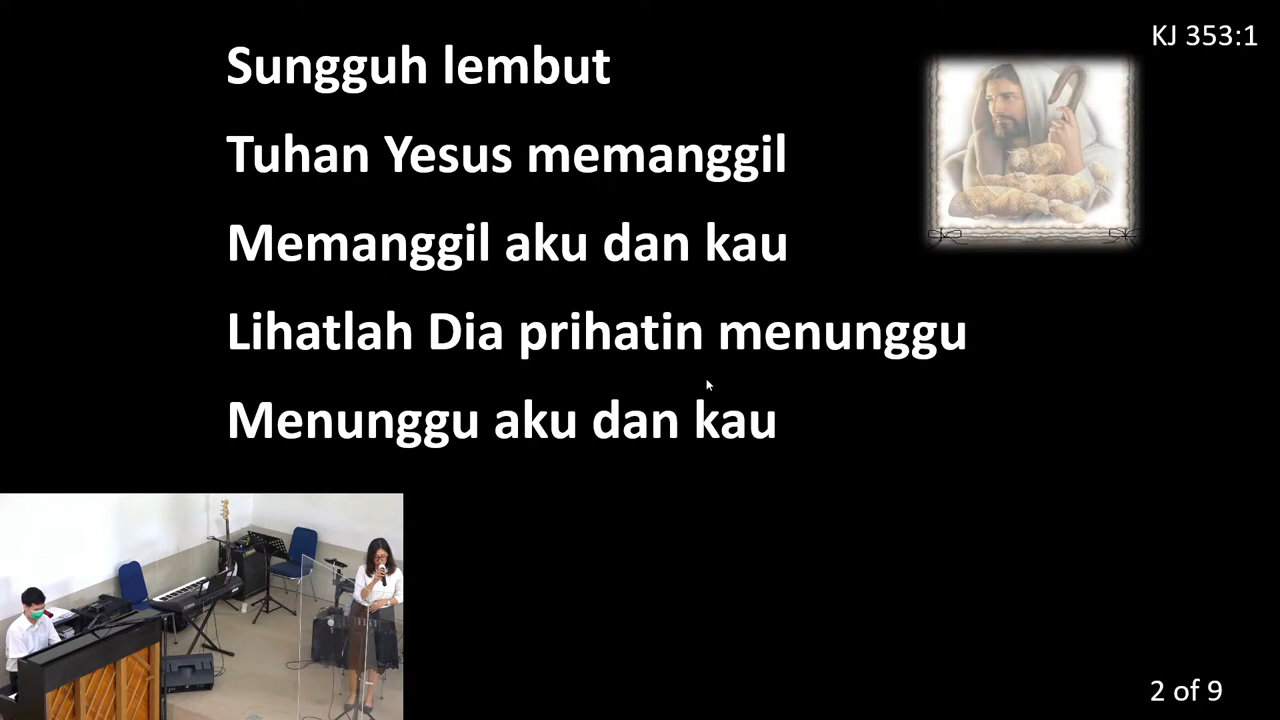 KJ 353:1
Sungguh lembut
Tuhan Yesus memanggil
Memanggil aku dan kau
Lihatlah Dia prihatin menunggu
Menunggu aku dan kau
2 of 9